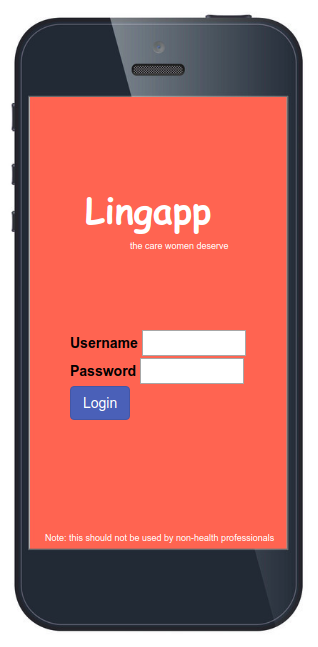 Lingapp
the care women deserve
Username
Password
Login
Note: this should not be used by non-health professionals